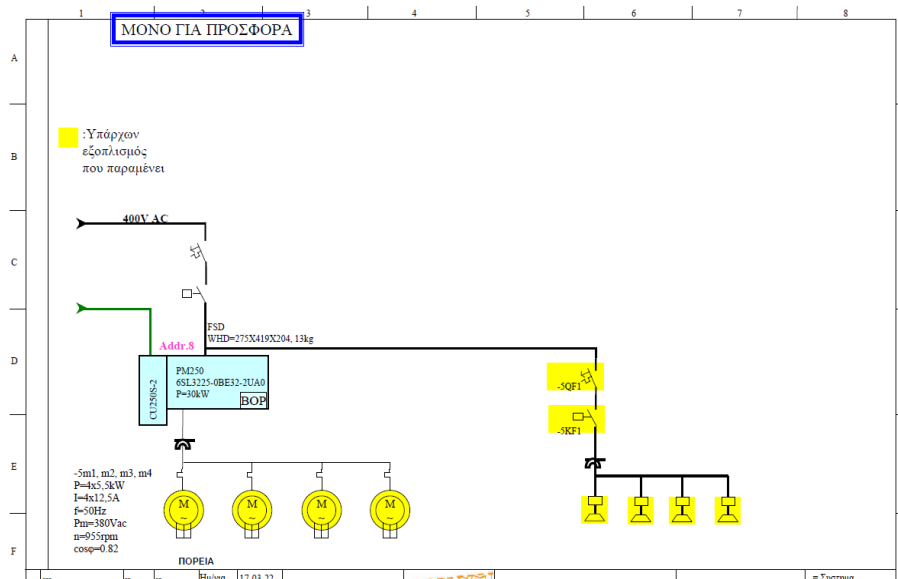 1 2 3 4 5 6 7 8
ΜΟΝΟ ΓΙΑ ΠΡΟΣΦΟΡΑ
A
:Υπάρχων
εξοπλισμός
που παραμένει
B
400V AC
C
FSD
WHD=275X419X204, 13kg
Addr.8
D
PM250
6SL3225-0BE32-2UA0
P=30kW
BOP
CU250S-2
-5QF1
-5KF1
E
-5m1, m2, m3, m4
P=4x5,5kW
I=4x12,5A
f=50Hz
Pm=380Vac
n=955rpm
cosφ=0.82
M
~
M
~
M
~
M
~
F
ΠΟΡΕΙΑ
17.03.22